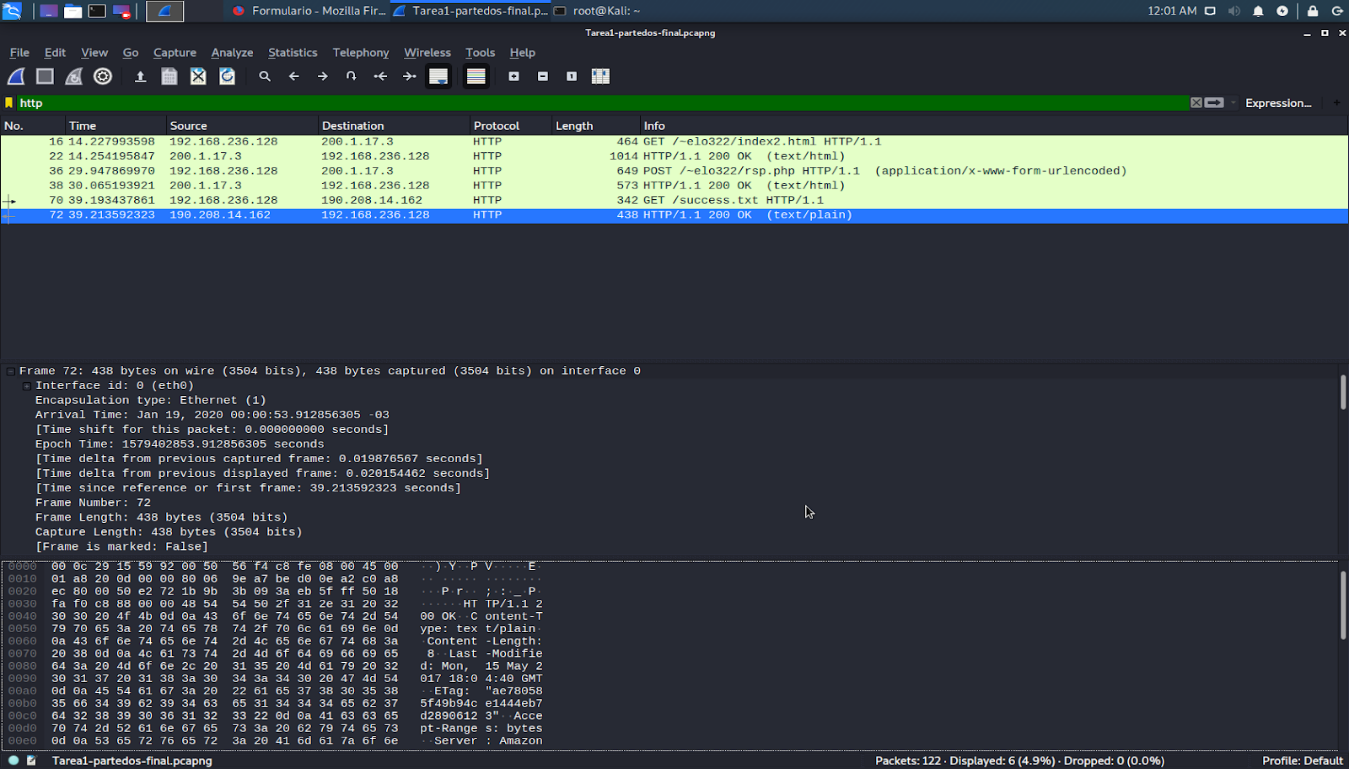 Formulario - Mozilla Fir... Tarea1-partedos-final.p... root@Kali: ~ 12:01 AM
Tarea1-partedos-final.pcapng
File Edit View Go Capture Analyze Statistics Telephony Wireless Tools Help
http Expression... +
No. Time Source Destination Protocol Length Info
16 14.227993598 192.168.236.128 200.1.17.3 HTTP 464 GET /~elo322/index2.html HTTP/1.1
22 14.254195847 200.1.17.3 192.168.236.128 HTTP 1014 HTTP/1.1 200 OK (text/html)
36 29.947869970 192.168.236.128 200.1.17.3 HTTP 649 POST /~elo322/rsp.php HTTP/1.1 (application/x-www-form-urlencoded)
38 30.065193921 200.1.17.3 192.168.236.128 HTTP 573 HTTP/1.1 200 OK (text/html)
70 39.193437861 192.168.236.128 190.208.14.162 HTTP 342 GET /success.txt HTTP/1.1
72 39.213592323 190.208.14.162 192.168.236.128 HTTP 438 HTTP/1.1 200 OK (text/plain)
Frame 72: 438 bytes on wire (3504 bits), 438 bytes captured (3504 bits) on interface 0
Interface id: 0 (eth0)
Encapsulation type: Ethernet (1)
Arrival Time: Jan 19, 2020 00:00:53.912856305 -03
[Time shift for this packet: 0.000000000 seconds]
Epoch Time: 1579402853.912856305 seconds
[Time delta from previous captured frame: 0.019876567 seconds]
[Time delta from previous displayed frame: 0.020154462 seconds]
[Time since reference or first frame: 39.213592323 seconds]
Frame Number: 72
Frame Length: 438 bytes (3504 bits)
Capture Length: 438 bytes (3504 bits)
[Frame is marked: False]
0000 00 0c 29 15 59 92 00 50 56 f4 c8 fe 08 00 45 00 ··)·Y··P V·····E·
0010 01 a8 20 0d 00 00 80 06 9e a7 be d0 0e a2 c0 a8 ·· ····· ········
0020 ec 80 00 50 e2 72 1b 9b 3b 09 3a eb 5f ff 50 18 ···P·r·· ;·:·_·P·
0030 fa f0 c8 88 00 00 48 54 54 50 2f 31 2e 31 20 32 ······HT TP/1.1 2
0040 30 30 20 4f 4b 0d 0a 43 6f 6e 74 65 6e 74 2d 54 00 OK··C ontent-T
0050 79 70 65 3a 20 74 65 78 74 2f 70 6c 61 69 6e 0d ype: tex t/plain·
0060 0a 43 6f 6e 74 65 6e 74 2d 4c 65 6e 67 74 68 3a ·Content -Length:
0070 20 38 0d 0a 4c 61 73 74 2d 4d 6f 64 69 66 69 65 8··Last -Modifie
0080 64 3a 20 4d 6f 6e 2c 20 31 35 20 4d 61 79 20 32 d: Mon, 15 May 2
0090 30 31 37 20 31 38 3a 30 34 3a 34 30 20 47 4d 54 017 18:0 4:40 GMT
00a0 0d 0a 45 54 61 67 3a 20 22 61 65 37 38 30 35 38 ··ETag: "ae78058
00b0 35 66 34 39 62 39 34 63 65 31 34 34 34 65 62 37 5f49b94c e1444eb7
00c0 64 32 38 39 30 36 31 32 33 22 0d 0a 41 63 63 65 d2890612 3"··Acce
00d0 70 74 2d 52 61 6e 67 65 73 3a 20 62 79 74 65 73 pt-Range s: bytes
00e0 0d 0a 53 65 72 76 65 72 3a 20 41 6d 61 7a 6f 6e ··Server : Amazon
Tarea1-partedos-final.pcapng Packets: 122 · Displayed: 6 (4.9%) · Dropped: 0 (0.0%) Profile: Default